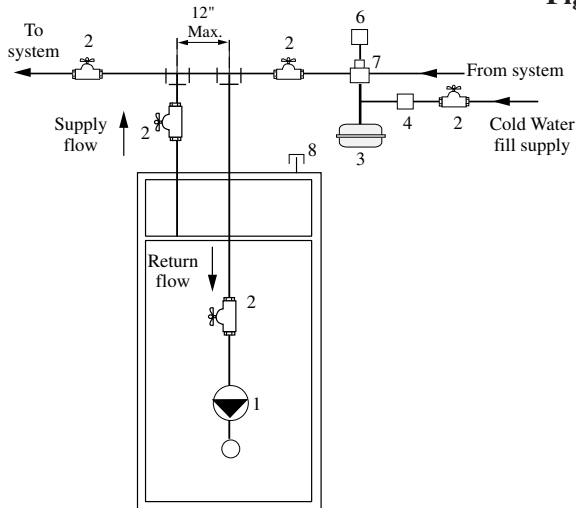 Fig
To
system
2
12"
Max.
2
6
7
From system
Supply
flow
2
3
4
2
Cold Water
fill supply
8
Return
flow
2
1